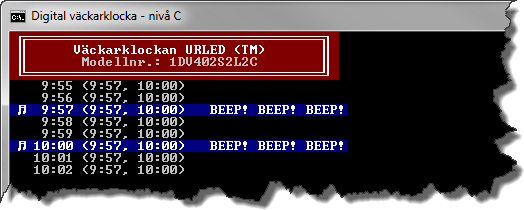 Digital väckarklocka - nivå C
Väckarklockan URLED (TM)
Modellnr.: 1DV402S2L2C
9:55 (9:57, 10:00)
9:56 (9:57, 10:00)
♫ 9:57 (9:57, 10:00) BEEP! BEEP! BEEP!
9:58 (9:57, 10:00)
9:59 (9:57, 10:00)
♫ 10:00 (9:57, 10:00) BEEP! BEEP! BEEP!
10:01 (9:57, 10:00)
10:02 (9:57, 10:00)